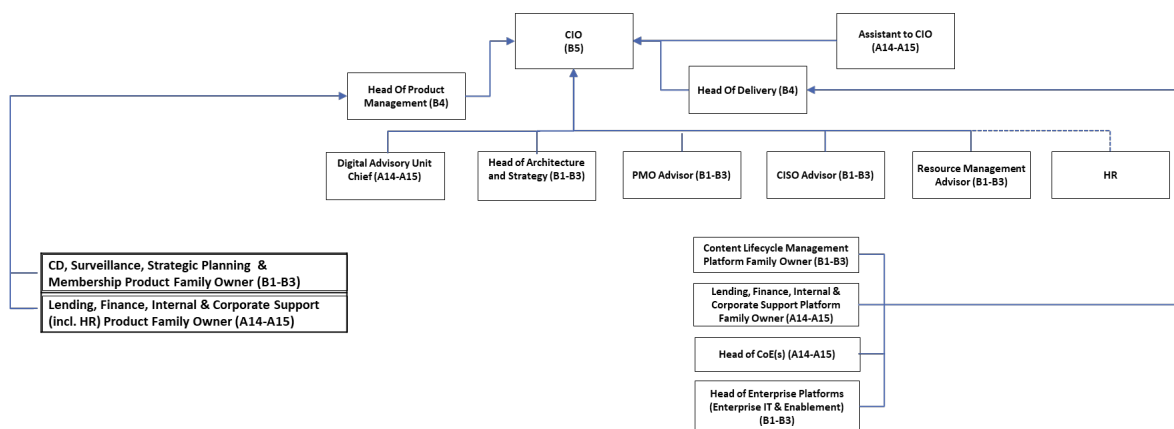 CIO
(B5)
Assistant to CIO
(A14-A15)
Head Of Product
Management (B4)
Head Of Delivery (B4)
Digital Advisory Unit
Chief (A14-A15)
Head of Architecture
and Strategy (B1-B3)
PMO Advisor (B1-B3)
CISO Advisor (B1-B3)
Resource Management
Advisor (B1-B3)
HR
CD, Surveillance, Strategic Planning &
Membership Product Family Owner (B1-B3)
Lending, Finance, Internal & Corporate Support
(incl. HR) Product Family Owner (A14-A15)
Content Lifecycle Management
Platform Family Owner (B1-B3)
Lending, Finance, Internal &
Corporate Support Platform
Family Owner (A14-A15)
Head of CoE(s) (A14-A15)
Head of Enterprise Platforms
(Enterprise IT & Enablement)
(B1-B3)